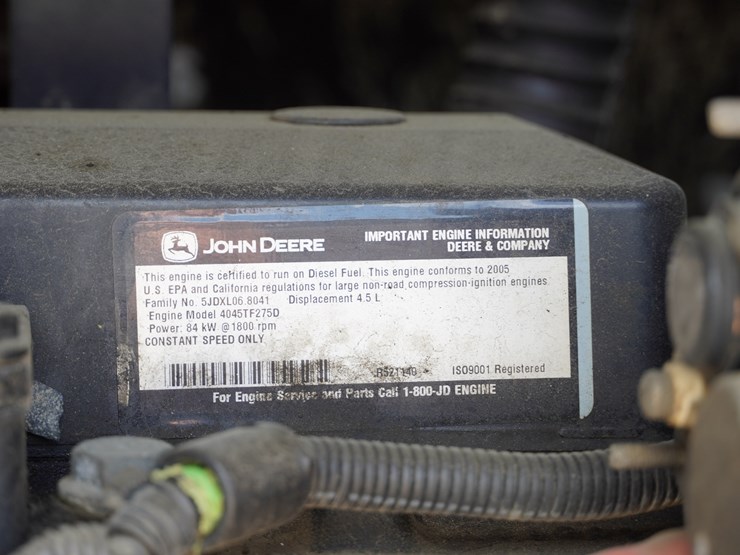 JOHN DEERE
IMPORTANT ENGINE INFORMATION
DEERE & COMPANY
This engine is certified to run on Diesel Fuel. This engine conforms to 2005
U.S. EPA and California regulations for large non-road compression-ignition engines
Family No. 5JDXL06.8041 Displacement 4.5 L
Engine Model 4045TF275D
Power: 84 kW @1800 rpm
CONSTANT SPEED ONLY
R521140 ISO9001 Registered
For Engine Service and Parts Call 1-800-JD ENGINE